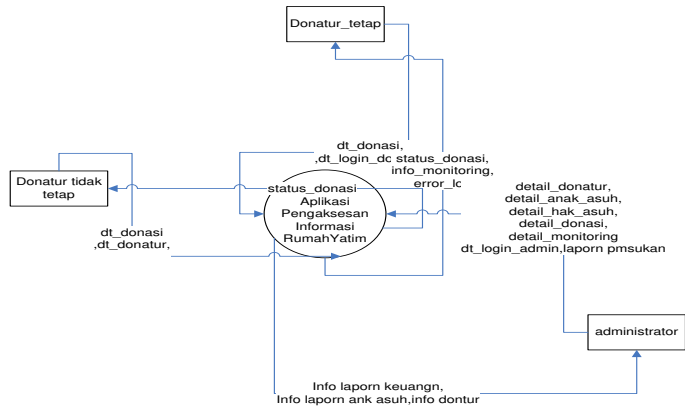 Donatur_tetap
dt_donasi,
,dt_login_dc
status_donasi,
info_monitoring,
error_lc
Donatur tidak
tetap
status_donasi
Aplikasi
Pengaksesan
Informasi
RumahYatim
dt_donasi
,dt_donatur,
detail_donatur,
detail_anak_asuh,
detail_hak_asuh,
detail_donasi,
detail_monitoring
dt_login_admin,laporn pmsukan
administrator
Info laporn keuangn,
Info laporn ank asuh,info dontur